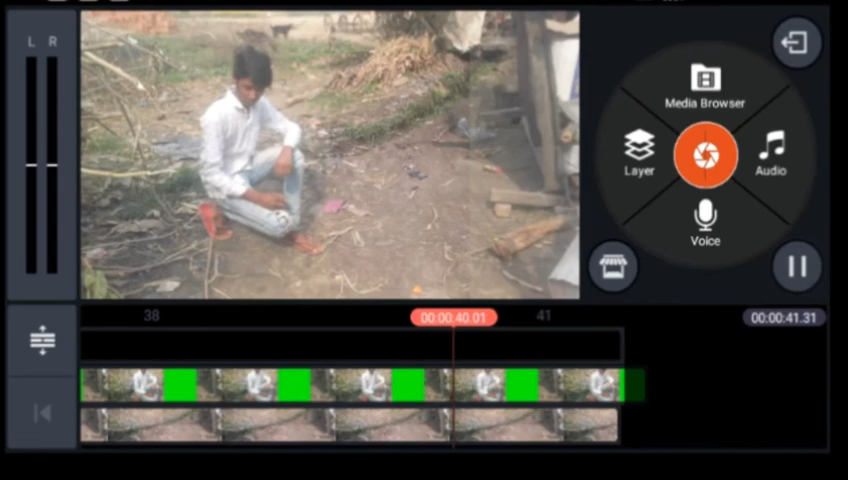 L R
Media Browser
Layer
Audio
Voice
38
00:00:40.01
41
00:00:41.31